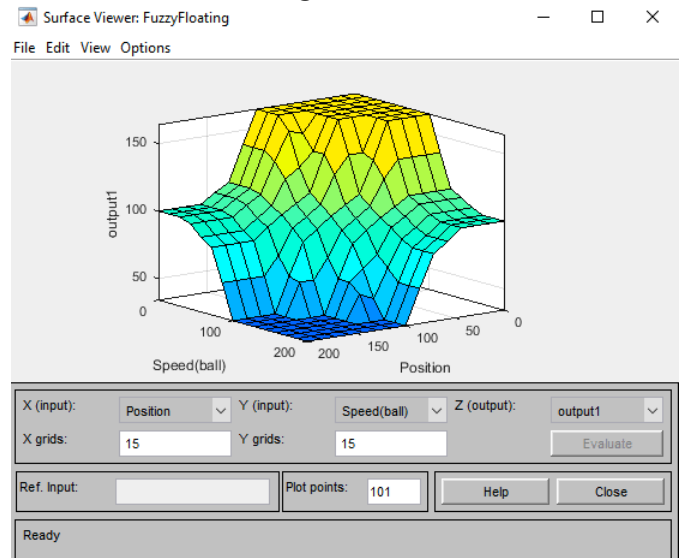 Surface Viewer: FuzzyFloating
File Edit View Options
150
100
50
output1
0
100
200
Speed(ball)
200
150
100
50
0
Position
X (input): Position Y (input): Speed(ball) Z (output): output1
X grids: 15 Y grids: 15 Evaluate
Ref. Input: Plot points: 101 Help Close
Ready